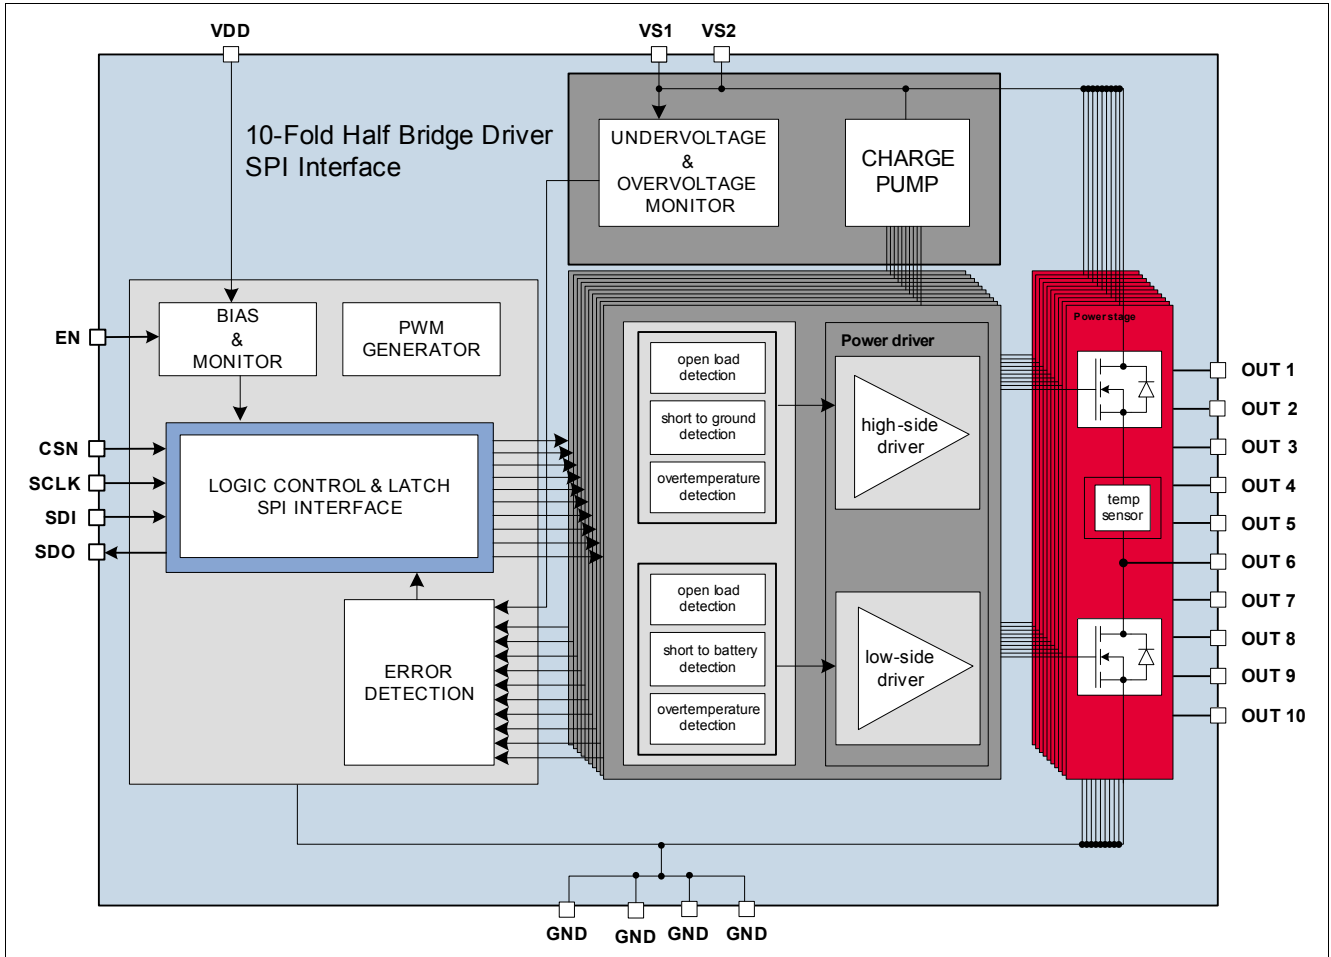 VDD
VS1
VS2
10-Fold Half Bridge Driver
SPI Interface
UNDERVOLTAGE
&
OVERVOLTAGE
MONITOR
CHARGE
PUMP
EN
BIAS
&
MONITOR
PWM
GENERATOR
CSN
SCLK
SDI
SDO
LOGIC CONTROL & LATCH
SPI INTERFACE
ERROR
DETECTION
open load
detection
short to ground
detection
overtemperature
detection
open load
detection
short to battery
detection
overtemperature
detection
Power driver
high-side
driver
low-side
driver
Power stage
temp
sensor
OUT 1
OUT 2
OUT 3
OUT 4
OUT 5
OUT 6
OUT 7
OUT 8
OUT 9
OUT 10
GND
GND
GND
GND